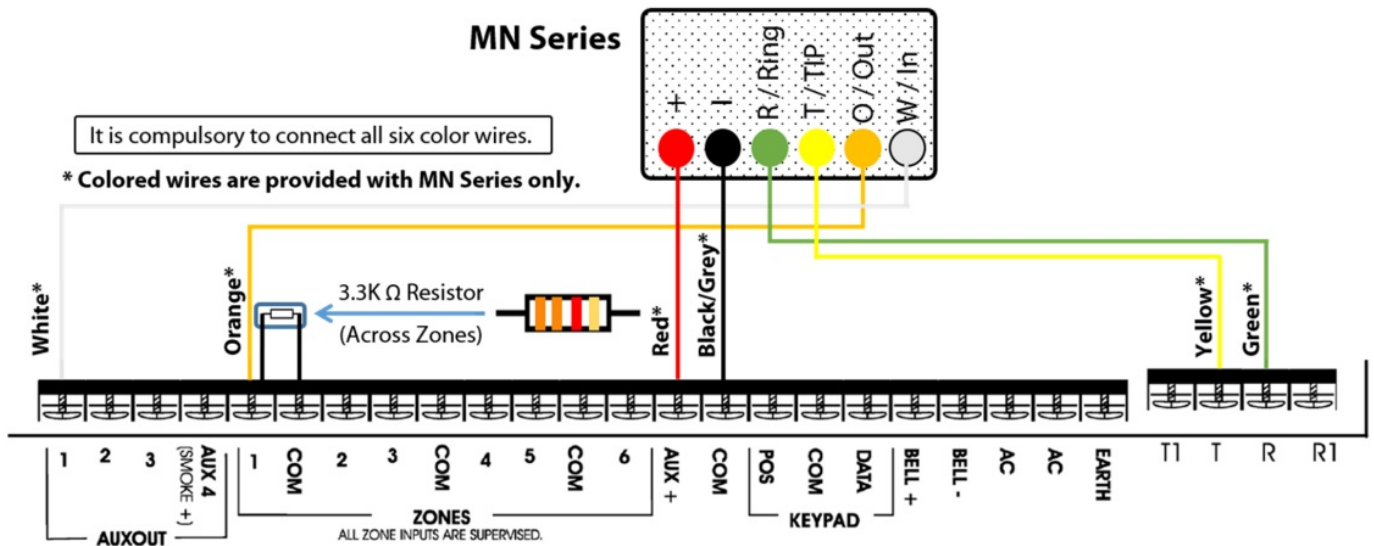 MN Series
+
−
R / Ring
T / TIP
O / Out
W / In
It is compulsory to connect all six color wires.
* Colored wires are provided with MN Series only.
White*
Orange*
3.3K Ω Resistor
(Across Zones)
Red*
Black/Grey*
Yellow*
Green*
1
2
3
AUX 4
(SMOKE +)
1
COM
2
3
COM
4
5
COM
6
AUX +
COM
POS
COM
DATA
BELL +
BELL -
AC
AC
EARTH
T1
T
R
R1
AUXOUT
ZONES
ALL ZONE INPUTS ARE SUPERVISED.
KEYPAD